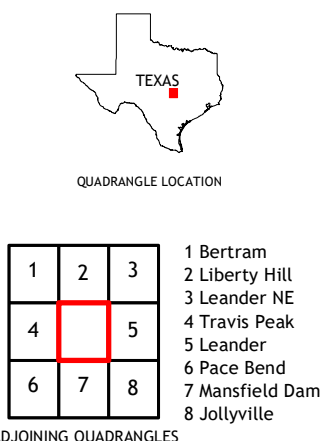 TEXAS
QUADRANGLE LOCATION
1 2 3
4 5
6 7 8
1 Bertram
2 Liberty Hill
3 Leander NE
4 Travis Peak
5 Leander
6 Pace Bend
7 Mansfield Dam
8 Jollyville
DJOINING QUADRANGLES